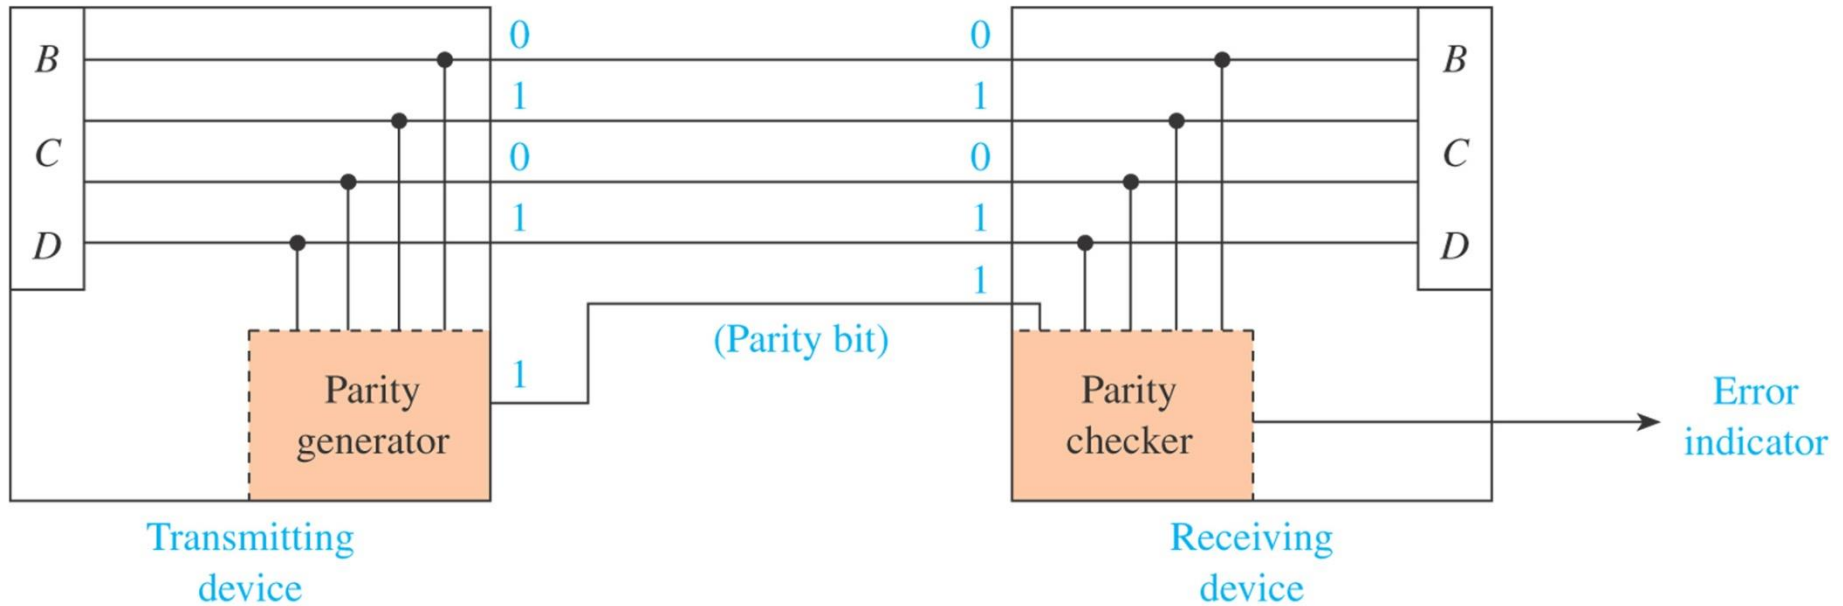 B
C
D
0
1
0
1
1
0
1
0
1
1
(Parity bit)
B
C
D
Parity
generator
Parity
checker
Error
indicator
Transmitting
device
Receiving
device